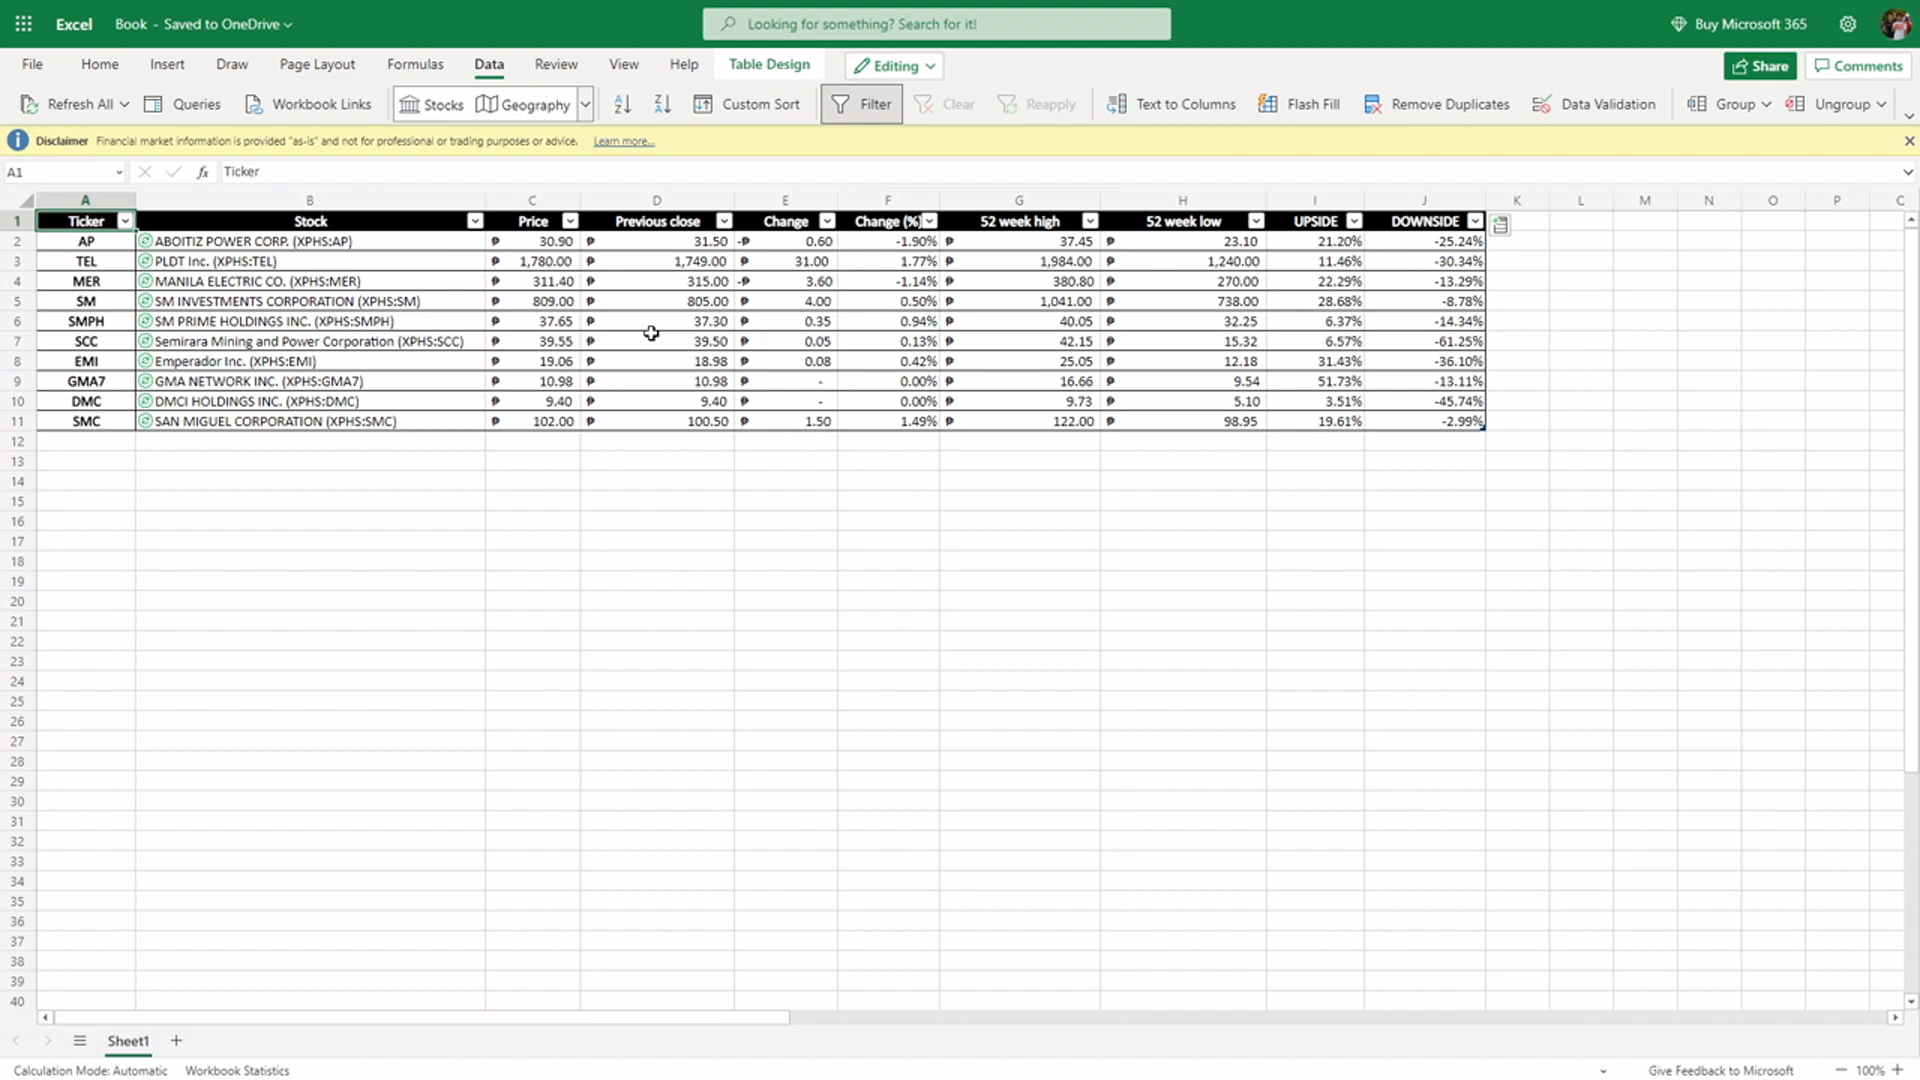 Excel Book - Saved to OneDrive Looking for something? Search for it! Buy Microsoft 365
File Home Insert Draw Page Layout Formulas Data Review View Help Table Design Editing Share Comments
Refresh All Queries Workbook Links Stocks Geography Custom Sort Filter Clear Reapply Text to Columns Flash Fill Remove Duplicates Data Validation Group Ungroup
Disclaimer Financial market information is provided "as-is" and not for professional or trading purposes or advice. Learn more...
A1 fx Ticker
A B C D E F G H I J K L M N O P C
1 Ticker Stock Price Previous close Change Change (%) 52 week high 52 week low UPSIDE DOWNSIDE
2 AP ABOITIZ POWER CORP. (XPHS:AP) ₱ 30.90 ₱ 31.50 -₱ 0.60 -1.90% ₱ 37.45 ₱ 23.10 21.20% -25.24%
3 TEL PLDT Inc. (XPHS:TEL) ₱ 1,780.00 ₱ 1,749.00 ₱ 31.00 1.77% ₱ 1,984.00 ₱ 1,240.00 11.46% -30.34%
4 MER MANILA ELECTRIC CO. (XPHS:MER) ₱ 311.40 ₱ 315.00 -₱ 3.60 -1.14% ₱ 380.80 ₱ 270.00 22.29% -13.29%
5 SM SM INVESTMENTS CORPORATION (XPHS:SM) ₱ 809.00 ₱ 805.00 ₱ 4.00 0.50% ₱ 1,041.00 ₱ 738.00 28.68% -8.78%
6 SMPH SM PRIME HOLDINGS INC. (XPHS:SMPH) ₱ 37.65 ₱ 37.30 ₱ 0.35 0.94% ₱ 40.05 ₱ 32.25 6.37% -14.34%
7 SCC Semirara Mining and Power Corporation (XPHS:SCC) ₱ 39.55 ₱ 39.50 ₱ 0.05 0.13% ₱ 42.15 ₱ 15.32 6.57% -61.25%
8 EMI Emperador Inc. (XPHS:EMI) ₱ 19.06 ₱ 18.98 ₱ 0.08 0.42% ₱ 25.05 ₱ 12.18 31.43% -36.10%
9 GMA7 GMA NETWORK INC. (XPHS:GMA7) ₱ 10.98 ₱ 10.98 ₱ - 0.00% ₱ 16.66 ₱ 9.54 51.73% -13.11%
10 DMC DMCI HOLDINGS INC. (XPHS:DMC) ₱ 9.40 ₱ 9.40 ₱ - 0.00% ₱ 9.73 ₱ 5.10 3.51% -45.74%
11 SMC SAN MIGUEL CORPORATION (XPHS:SMC) ₱ 102.00 ₱ 100.50 ₱ 1.50 1.49% ₱ 122.00 ₱ 98.95 19.61% -2.99%
12
13
14
15
16
17
18
19
20
21
22
23
24
25
26
27
28
29
30
31
32
33
34
35
36
37
38
39
40
Sheet1
Calculation Mode: Automatic Workbook Statistics Give Feedback to Microsoft 100%